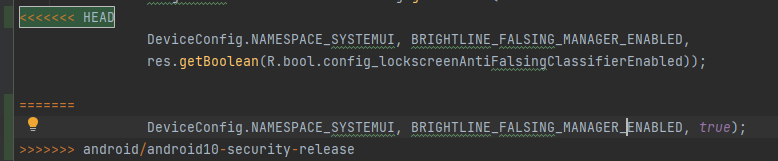 <<<<<<< HEAD
DeviceConfig.NAMESPACE_SYSTEMUI, BRIGHTLINE_FALSING_MANAGER_ENABLED,
res.getBoolean(R.bool.config_lockscreenAntiFalsingClassifierEnabled));
=======
DeviceConfig.NAMESPACE_SYSTEMUI, BRIGHTLINE_FALSING_MANAGER_ENABLED, true);
>>>>>>> android/android10-security-release